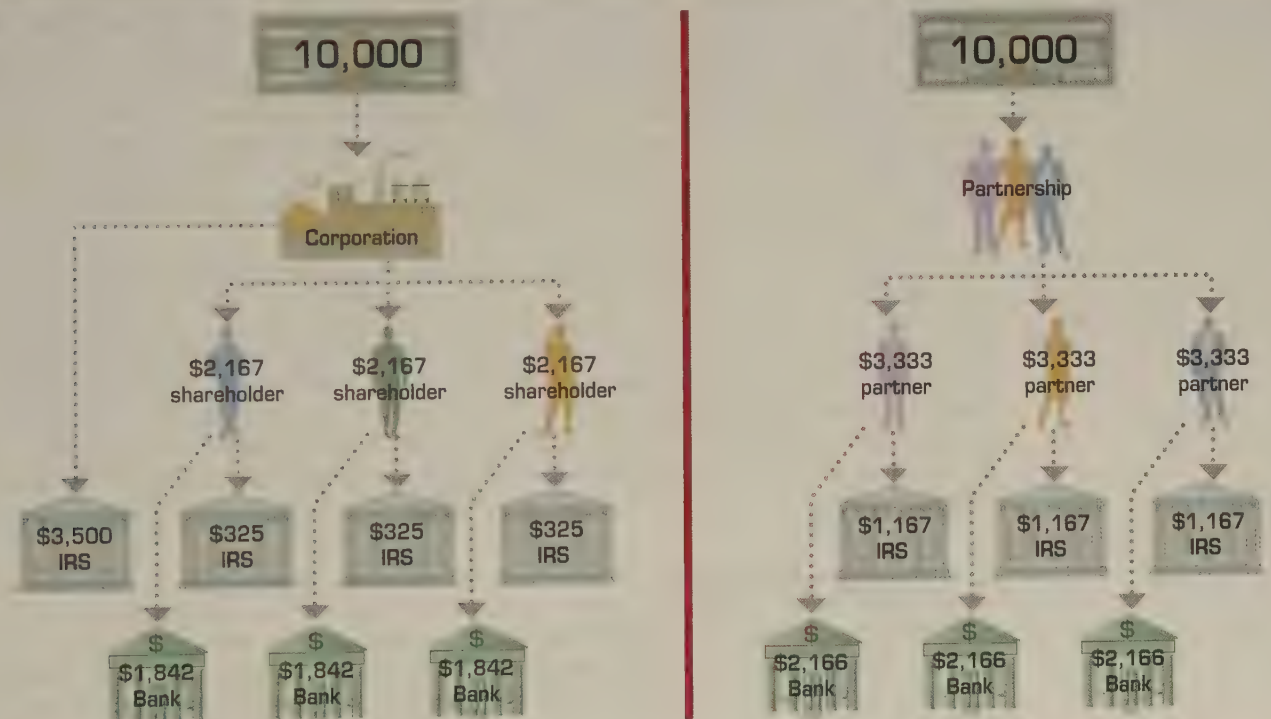 10,000
Corporation
$2,167
shareholder
$2,167
shareholder
$2,167
shareholder
$3,500
IRS
$325
IRS
$325
IRS
$325
IRS
$
$1,842
Bank
$
$1,842
Bank
$
$1,842
Bank
10,000
Partnership
$3,333
partner
$3,333
partner
$3,333
partner
$1,167
IRS
$1,167
IRS
$1,167
IRS
$
$2,166
Bank
$
$2,166
Bank
$
$2,166
Bank